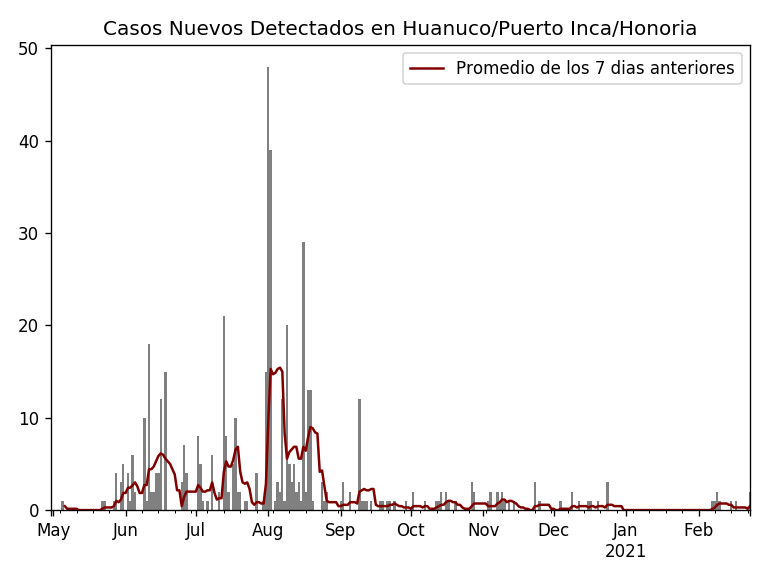 Casos Nuevos Detectados en Huanuco/Puerto Inca/Honoria
Promedio de los 7 dias anteriores
50
40
30
20
10
0
May Jun Jul Aug Sep Oct Nov Dec Jan Feb
2021